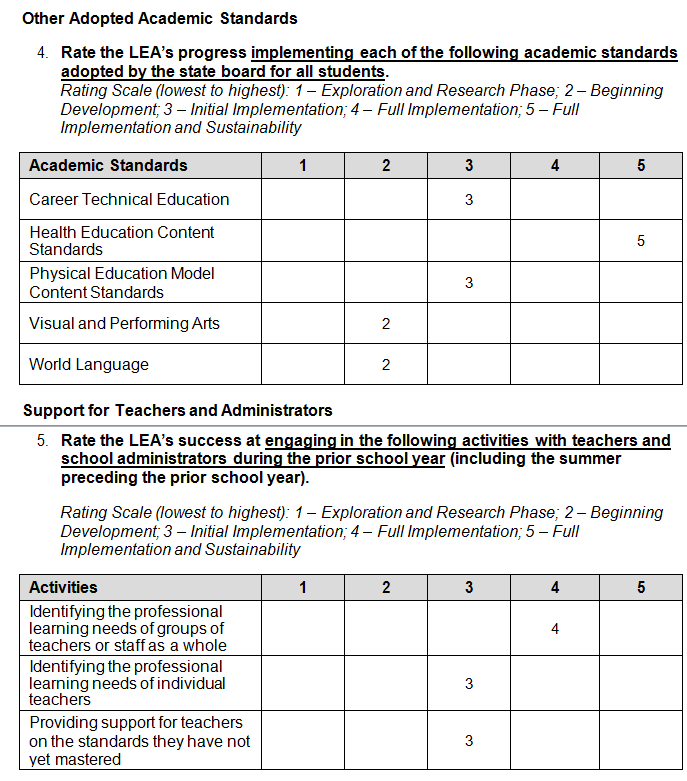 Other Adopted Academic Standards
4. Rate the LEA's progress implementing each of the following academic standards
adopted by the state board for all students.
Rating Scale (lowest to highest): 1 – Exploration and Research Phase; 2 – Beginning
Development; 3 – Initial Implementation; 4 – Full Implementation; 5 – Full
Implementation and Sustainability
Academic Standards 1 2 3 4 5
Career Technical Education 3
Health Education Content
Standards 5
Physical Education Model
Content Standards 3
Visual and Performing Arts 2
World Language 2
Support for Teachers and Administrators
5. Rate the LEA's success at engaging in the following activities with teachers and
school administrators during the prior school year (including the summer
preceding the prior school year).
Rating Scale (lowest to highest): 1 – Exploration and Research Phase; 2 – Beginning
Development; 3 – Initial Implementation; 4 – Full Implementation; 5 – Full
Implementation and Sustainability
Activities 1 2 3 4 5
Identifying the professional
learning needs of groups of
teachers or staff as a whole 4
Identifying the professional
learning needs of individual
teachers 3
Providing support for teachers
on the standards they have not
yet mastered 3